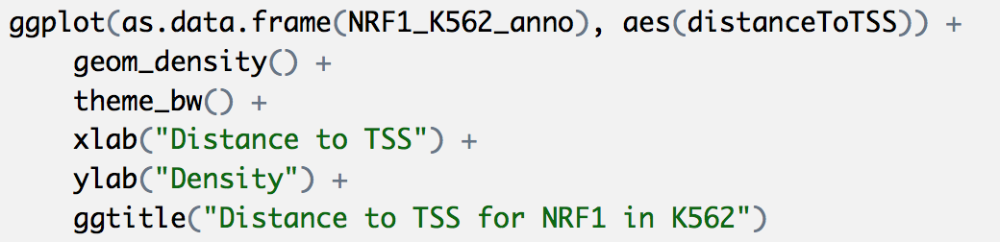 ggplot(as.data.frame(NRF1_K562_anno), aes(distanceToTSS)) +
    geom_density() +
    theme_bw() +
    xlab("Distance to TSS") +
    ylab("Density") +
    ggtitle("Distance to TSS for NRF1 in K562")